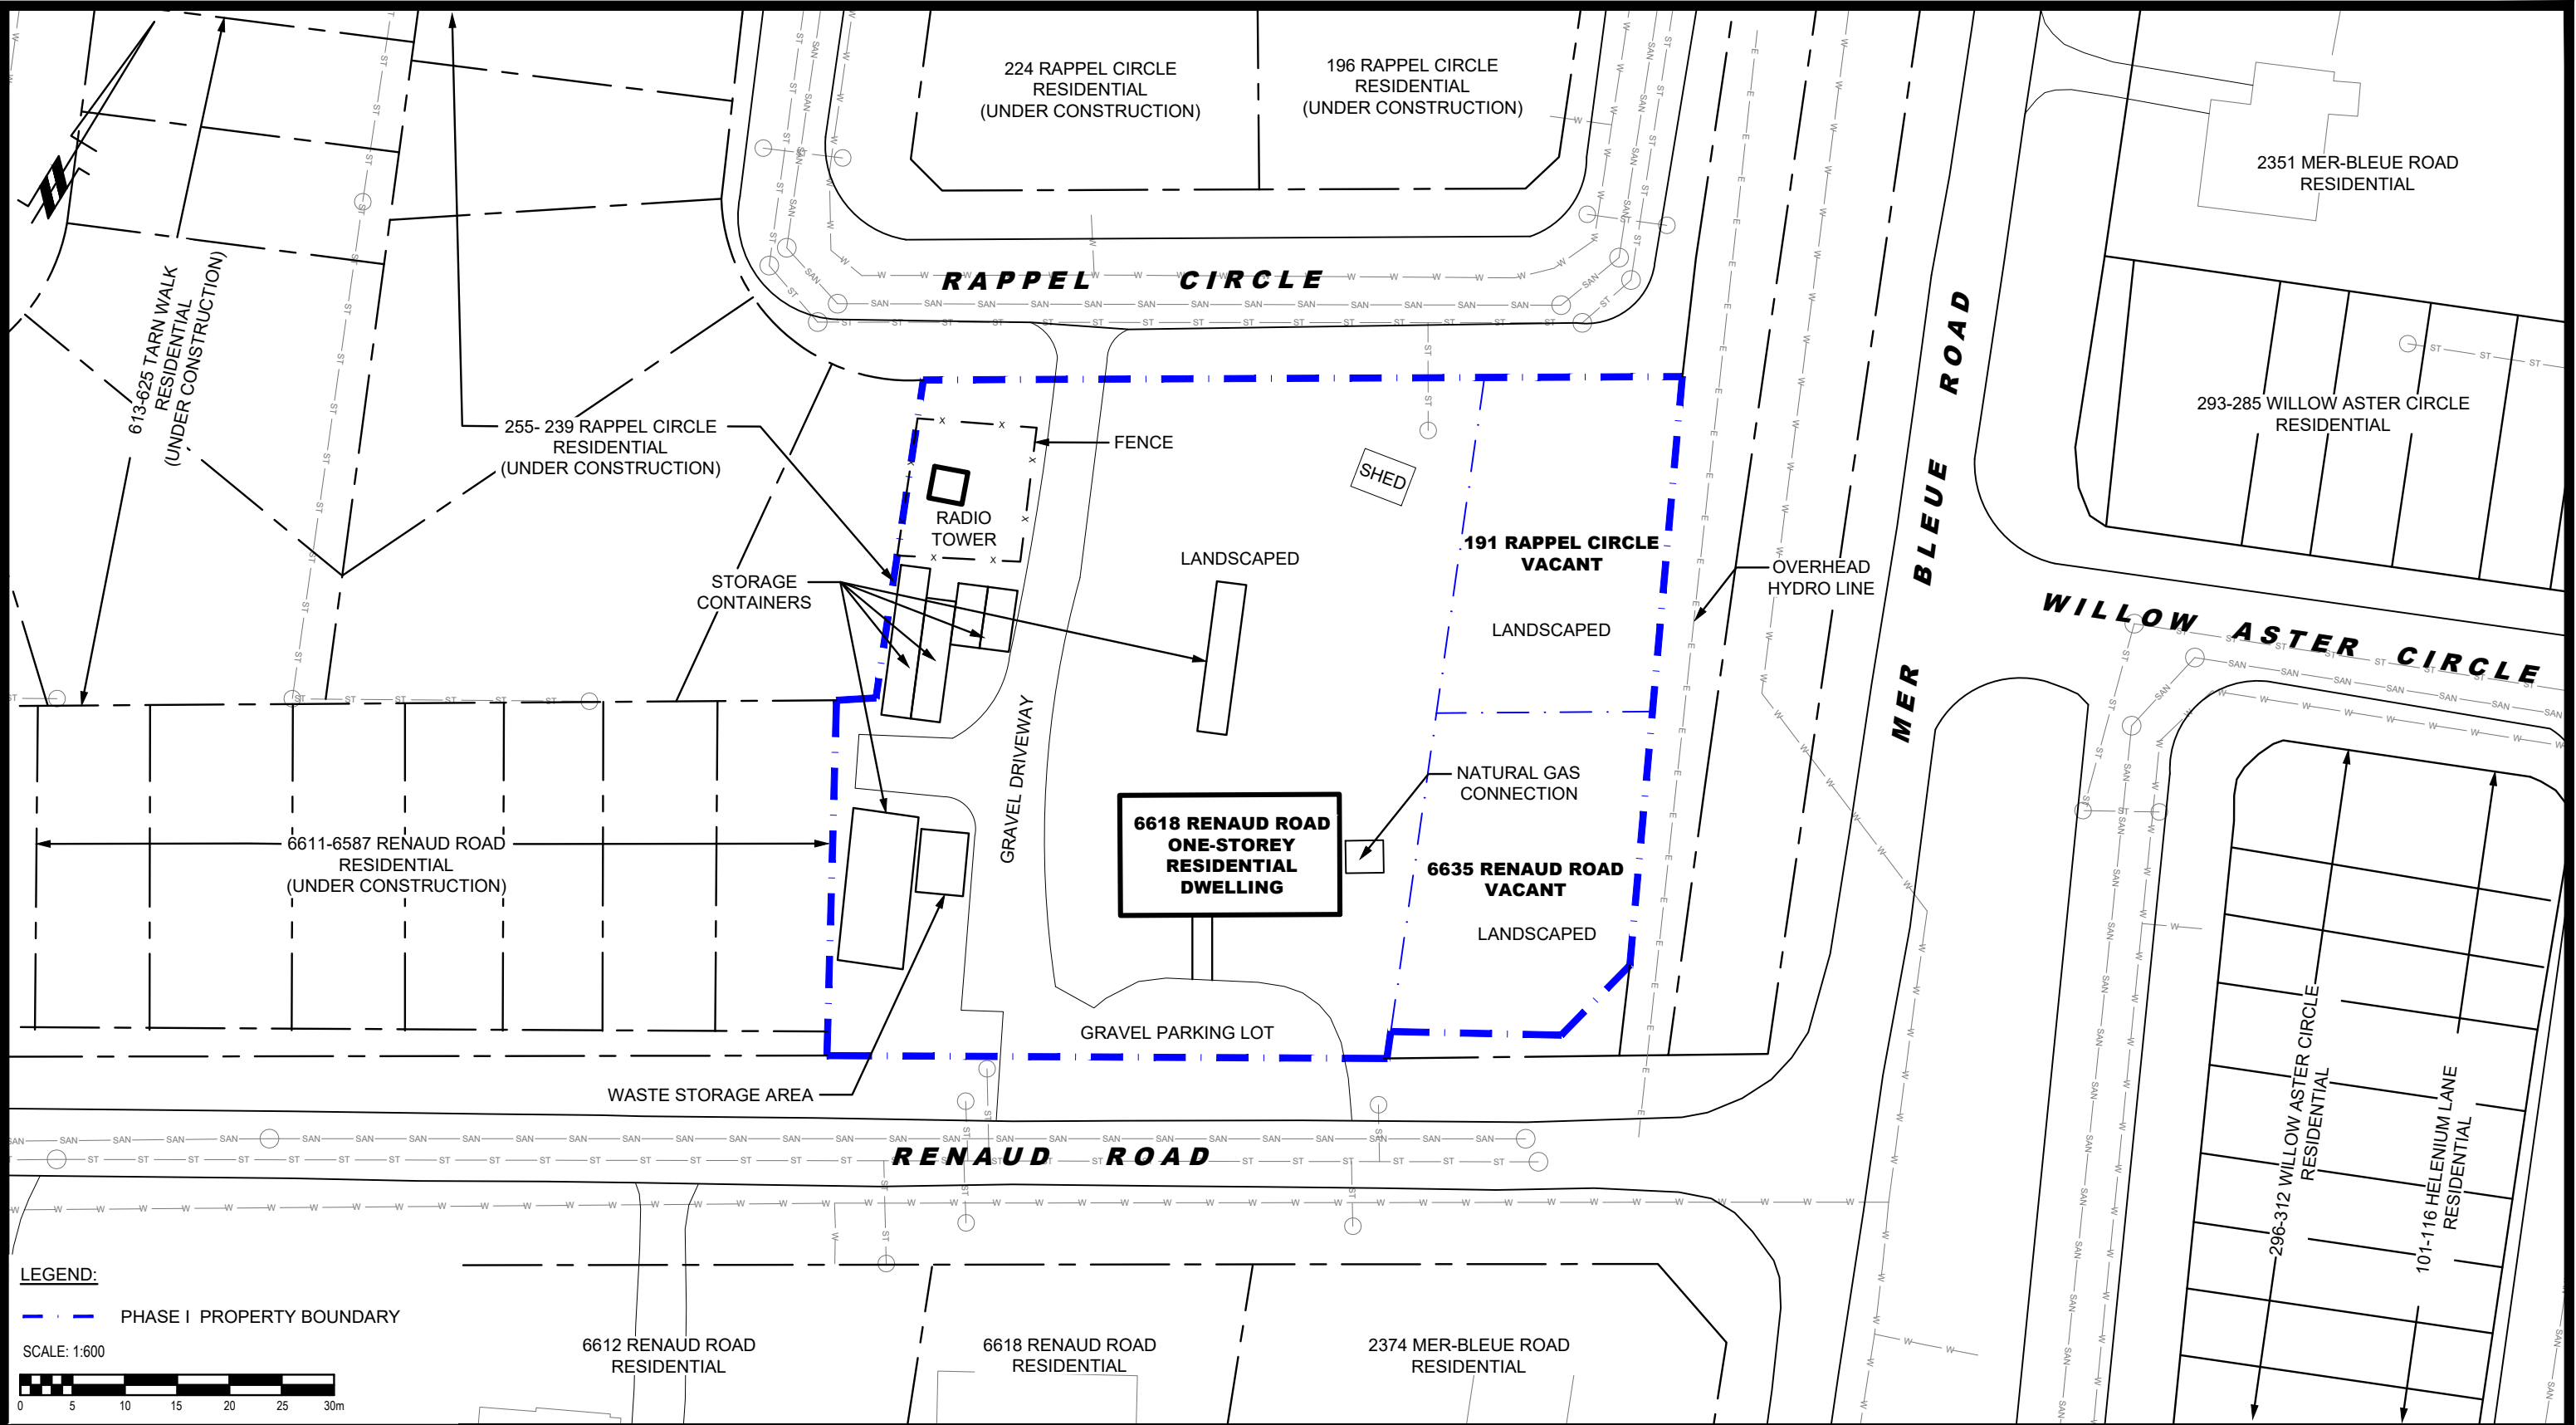 224 RAPPEL CIRCLE
RESIDENTIAL
(UNDER CONSTRUCTION)
196 RAPPEL CIRCLE
RESIDENTIAL
(UNDER CONSTRUCTION)
2351 MER-BLEUE ROAD
RESIDENTIAL
RAPPEL CIRCLE
613-625 TARN WALK
RESIDENTIAL
(UNDER CONSTRUCTION)
255- 239 RAPPEL CIRCLE
RESIDENTIAL
(UNDER CONSTRUCTION)
FENCE
RADIO
TOWER
SHED
LANDSCAPED
STORAGE
CONTAINERS
191 RAPPEL CIRCLE
VACANT
LANDSCAPED
OVERHEAD
HYDRO LINE
MER BLEUE ROAD
293-285 WILLOW ASTER CIRCLE
RESIDENTIAL
WILLOW ASTER CIRCLE
GRAVEL DRIVEWAY
NATURAL GAS
CONNECTION
6618 RENAUD ROAD
ONE-STOREY
RESIDENTIAL
DWELLING
6635 RENAUD ROAD
VACANT
LANDSCAPED
6611-6587 RENAUD ROAD
RESIDENTIAL
(UNDER CONSTRUCTION)
GRAVEL PARKING LOT
WASTE STORAGE AREA
RENAUD ROAD
296-312 WILLOW ASTER CIRCLE
RESIDENTIAL
101-116 HELENIUM LANE
RESIDENTIAL
6612 RENAUD ROAD
RESIDENTIAL
6618 RENAUD ROAD
RESIDENTIAL
2374 MER-BLEUE ROAD
RESIDENTIAL
LEGEND:
PHASE I PROPERTY BOUNDARY
SCALE: 1:600
0 5 10 15 20 25 30m